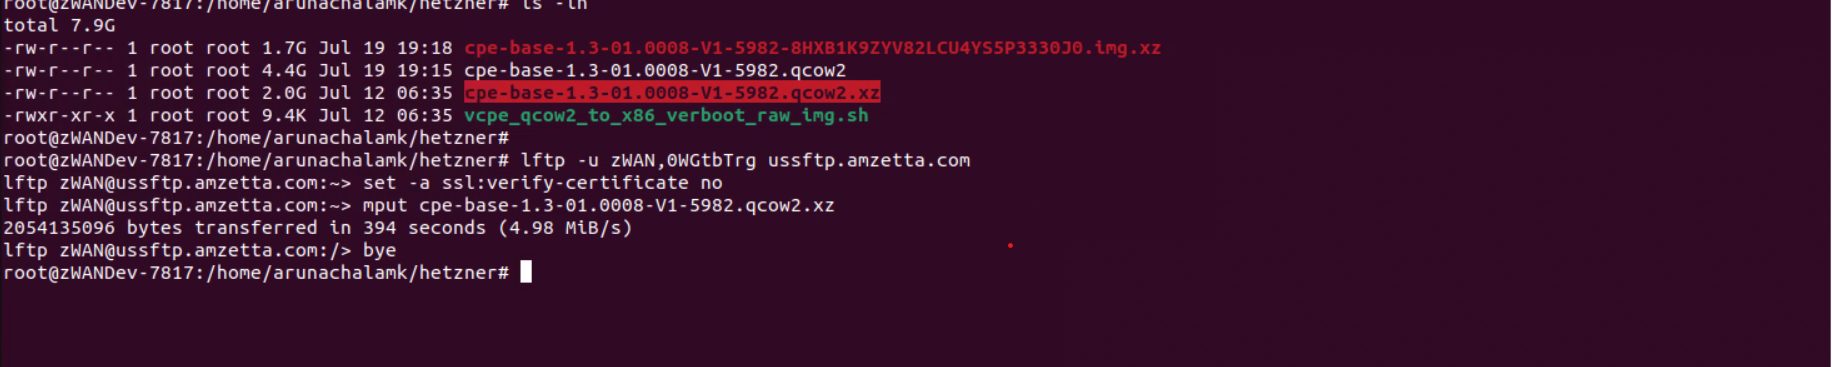 root@zWANDev-7817:/home/arunachalamk/hetzner# ls -lh
total 7.9G
-rw-r--r-- 1 root root 1.7G Jul 19 19:18 cpe-base-1.3-01.0008-V1-5982-8HXB1K9ZYV82LCU4YS5P3330J0.img.xz
-rw-r--r-- 1 root root 4.4G Jul 19 19:15 cpe-base-1.3-01.0008-V1-5982.qcow2
-rw-r--r-- 1 root root 2.0G Jul 12 06:35 cpe-base-1.3-01.0008-V1-5982.qcow2.xz
-rwxr-xr-x 1 root root 9.4K Jul 12 06:35 vcpe_qcow2_to_x86_verboot_raw_img.sh
root@zWANDev-7817:/home/arunachalamk/hetzner#
root@zWANDev-7817:/home/arunachalamk/hetzner# lftp -u zWAN,0WGtbTrg ussftp.amzetta.com
lftp zWAN@ussftp.amzetta.com:~> set -a ssl:verify-certificate no
lftp zWAN@ussftp.amzetta.com:~> mput cpe-base-1.3-01.0008-V1-5982.qcow2.xz
2054135096 bytes transferred in 394 seconds (4.98 MiB/s)
lftp zWAN@ussftp.amzetta.com:/> bye
root@zWANDev-7817:/home/arunachalamk/hetzner#